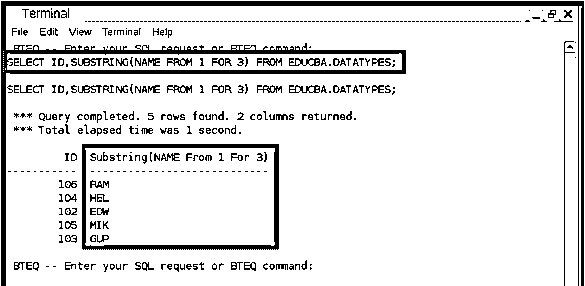 Terminal
File Edit View Terminal Help
BTEQ -- Enter your SQL request or BTEQ command:
SELECT ID,SUBSTRING(NAME FROM 1 FOR 3) FROM EDUCBA.DATATYPES;
SELECT ID,SUBSTRING(NAME FROM 1 FOR 3) FROM EDUCBA.DATATYPES;
*** Query completed. 5 rows found. 2 columns returned.
*** Total elapsed time was 1 second.
ID Substring(NAME From 1 For 3)
----------- ----------------------------
106 RAM
104 HEL
102 EDW
105 MIK
103 GUP
BTEQ -- Enter your SQL request or BTEQ command: